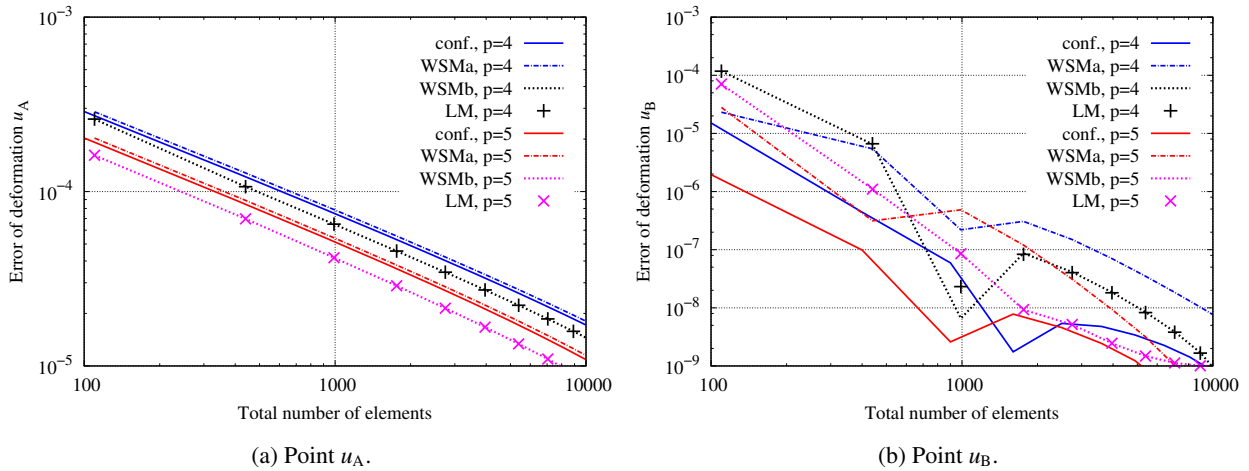 10⁻³
10⁻⁴
10⁻⁵
Error of deformation u_A
conf., p=4
WSMa, p=4
WSMb, p=4
LM, p=4
conf., p=5
WSMa, p=5
WSMb, p=5
LM, p=5
100 1000 10000
Total number of elements
(a) Point u_A.
10⁻³
10⁻⁴
10⁻⁵
10⁻⁶
10⁻⁷
10⁻⁸
10⁻⁹
Error of deformation u_B
conf., p=4
WSMa, p=4
WSMb, p=4
LM, p=4
conf., p=5
WSMa, p=5
WSMb, p=5
LM, p=5
100 1000 10000
Total number of elements
(b) Point u_B.